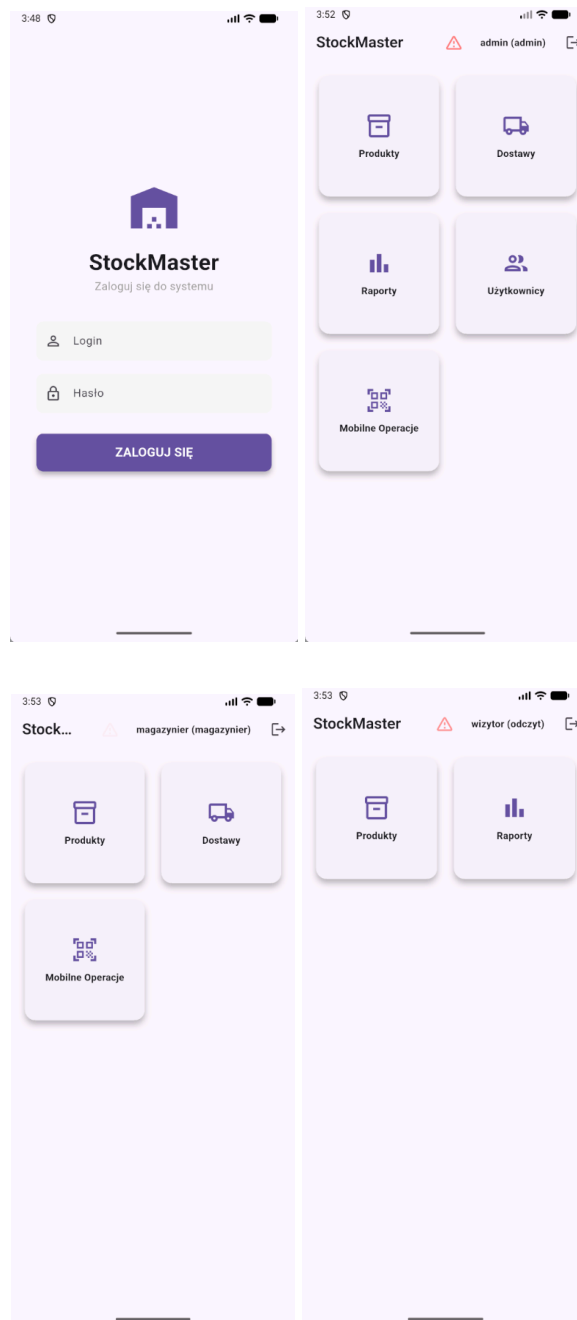 3:48
StockMaster
Zaloguj się do systemu
Login
Hasło
ZALOGUJ SIĘ
3:52
StockMaster admin (admin)
Produkty Dostawy
Raporty Użytkownicy
Mobilne Operacje
3:53
Stock... magazynier (magazynier)
Produkty Dostawy
Mobilne Operacje
3:53
StockMaster wizytor (odczyt)
Produkty Raporty